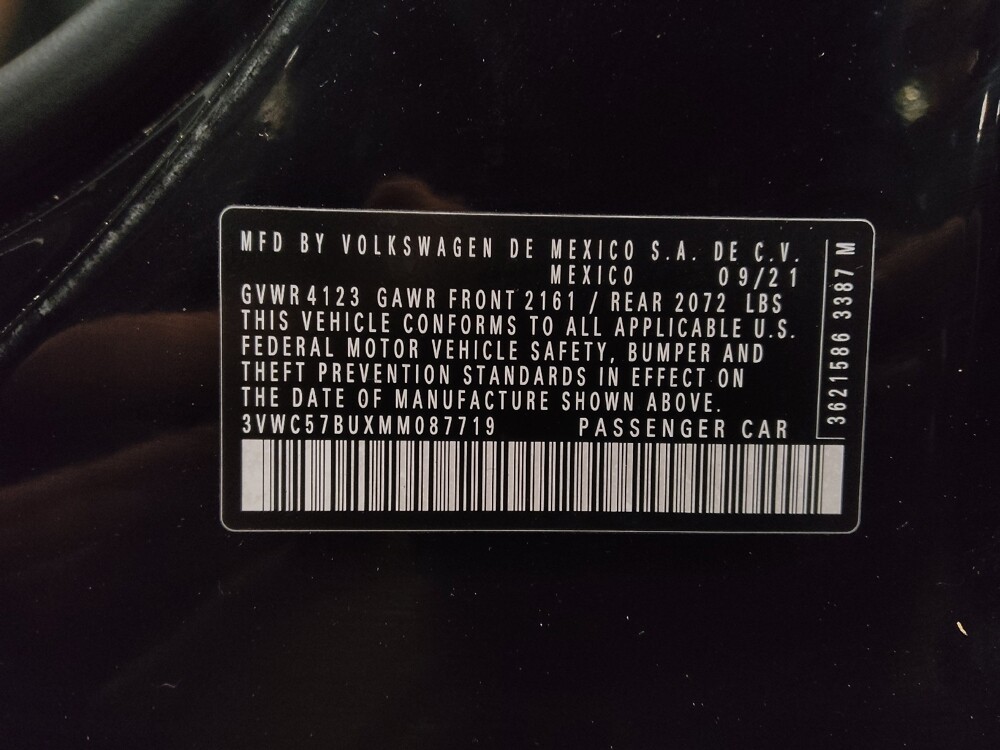 MFD BY VOLKSWAGEN DE MEXICO S.A. DE C.V.
MEXICO 09/21
GVWR 4123 GAWR FRONT 2161 / REAR 2072 LBS
THIS VEHICLE CONFORMS TO ALL APPLICABLE U.S.
FEDERAL MOTOR VEHICLE SAFETY, BUMPER AND
THEFT PREVENTION STANDARDS IN EFFECT ON
THE DATE OF MANUFACTURE SHOWN ABOVE.
3VWC57BUXMM087719 PASSENGER CAR
3621586 3387 M